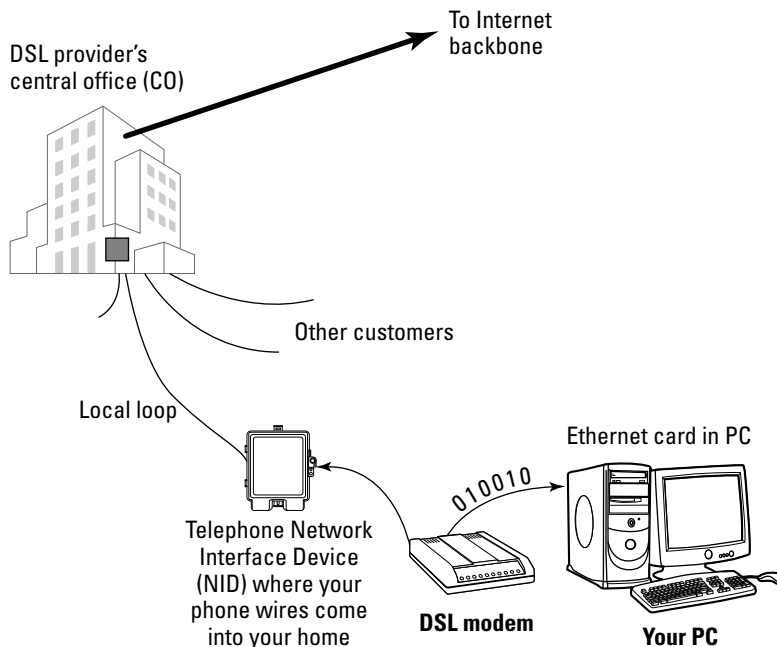 To Internet
backbone
DSL provider's
central office (CO)
Other customers
Local loop
Ethernet card in PC
010010
Telephone Network
Interface Device
(NID) where your
phone wires come
into your home
DSL modem
Your PC